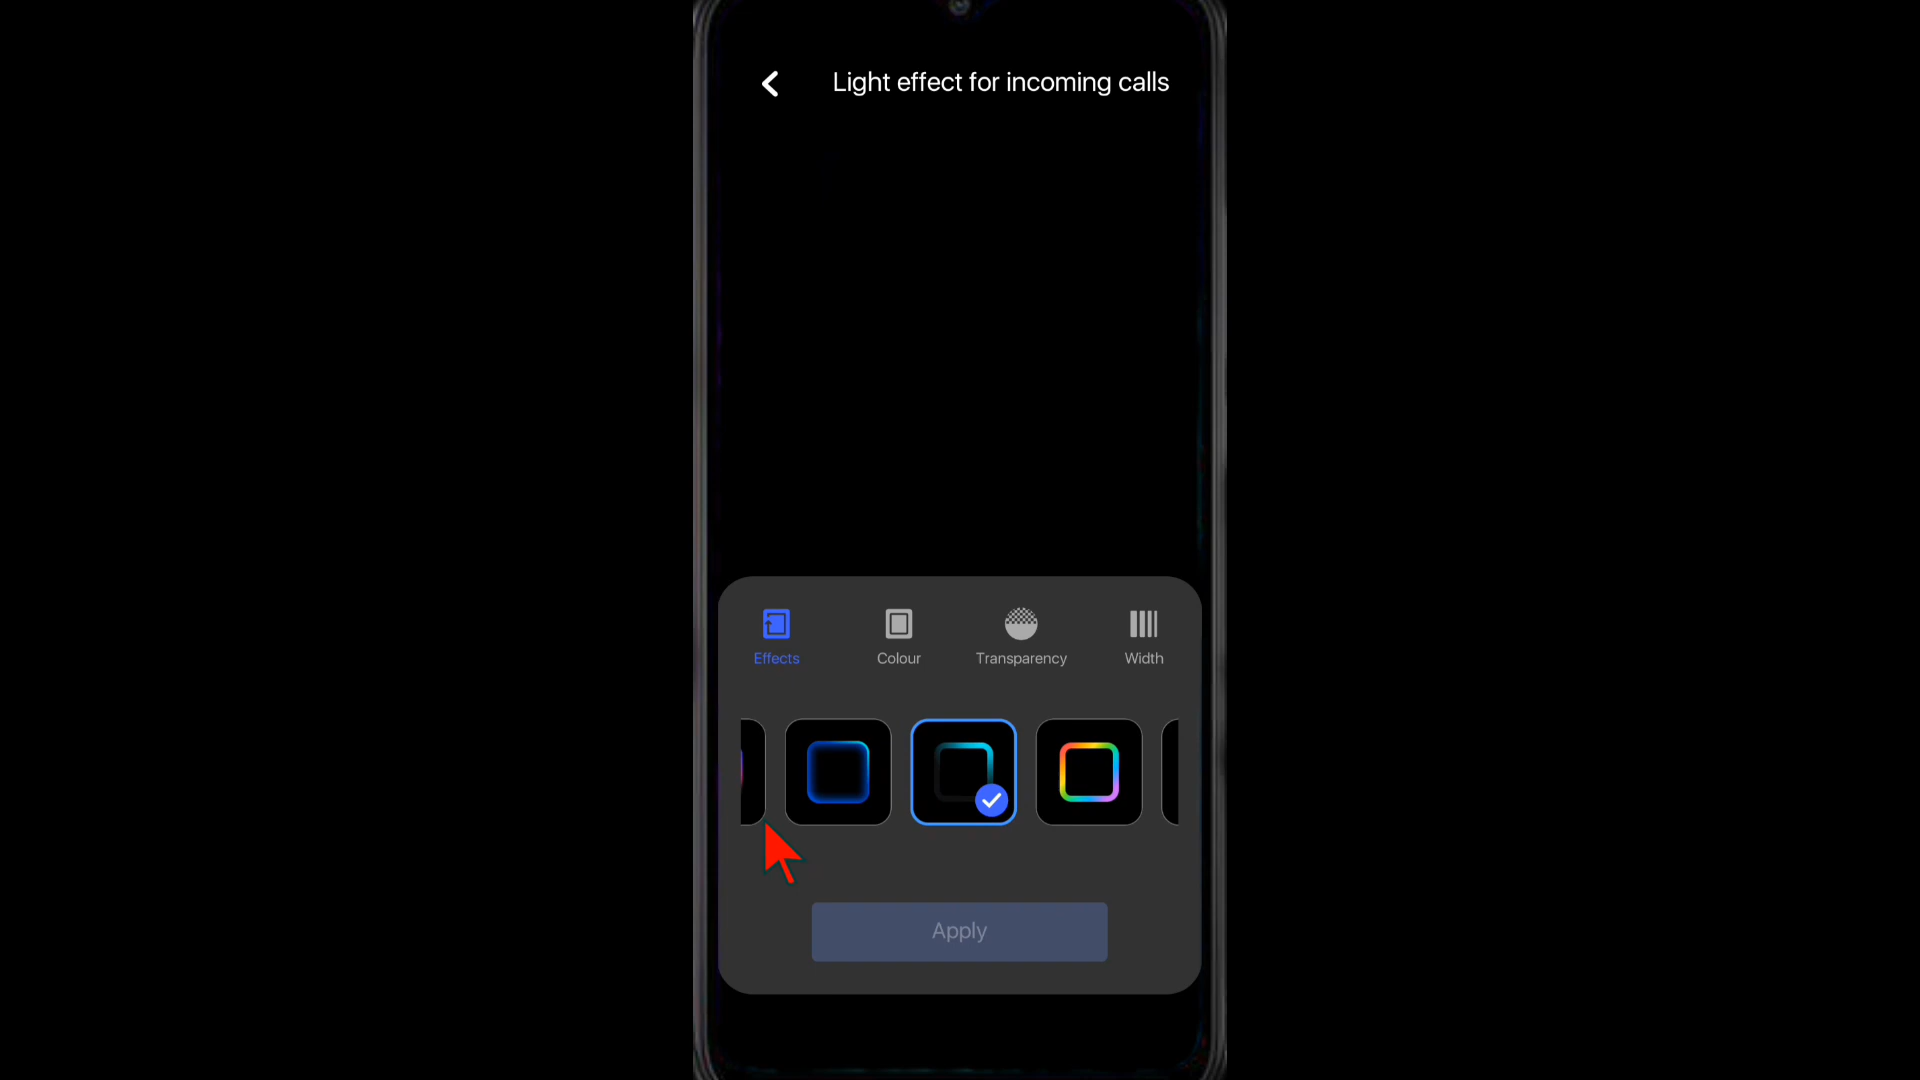 Light effect for incoming calls
Effects
Colour
Transparency
Width
Apply